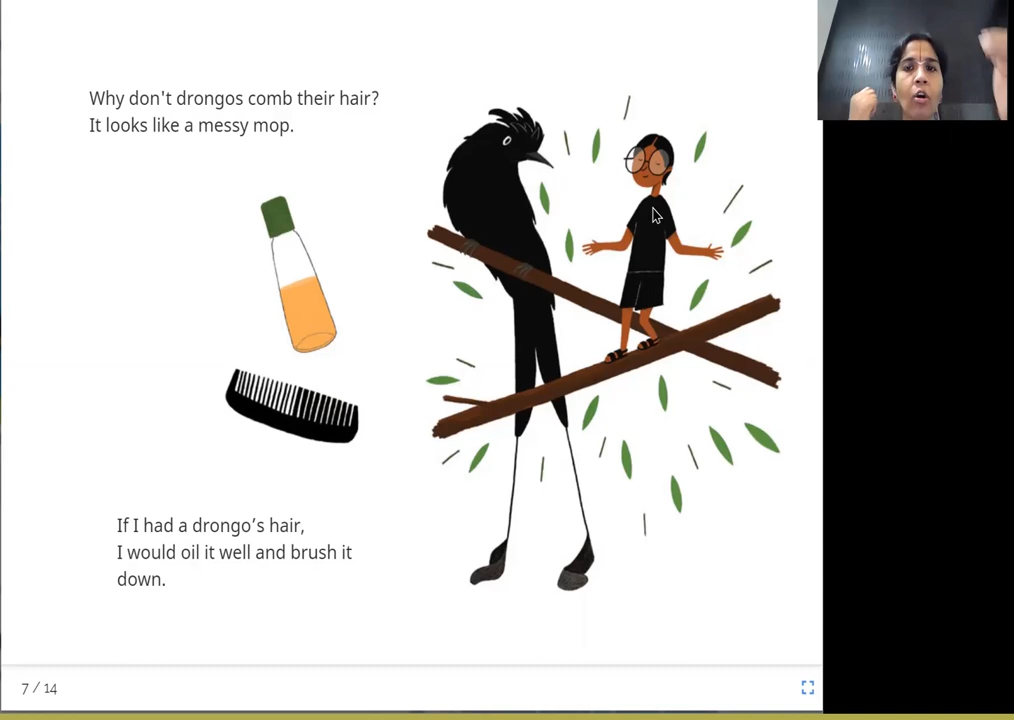 Why don't drongos comb their hair?
It looks like a messy mop.
If I had a drongo’s hair,
I would oil it well and brush it
down.
7 / 14